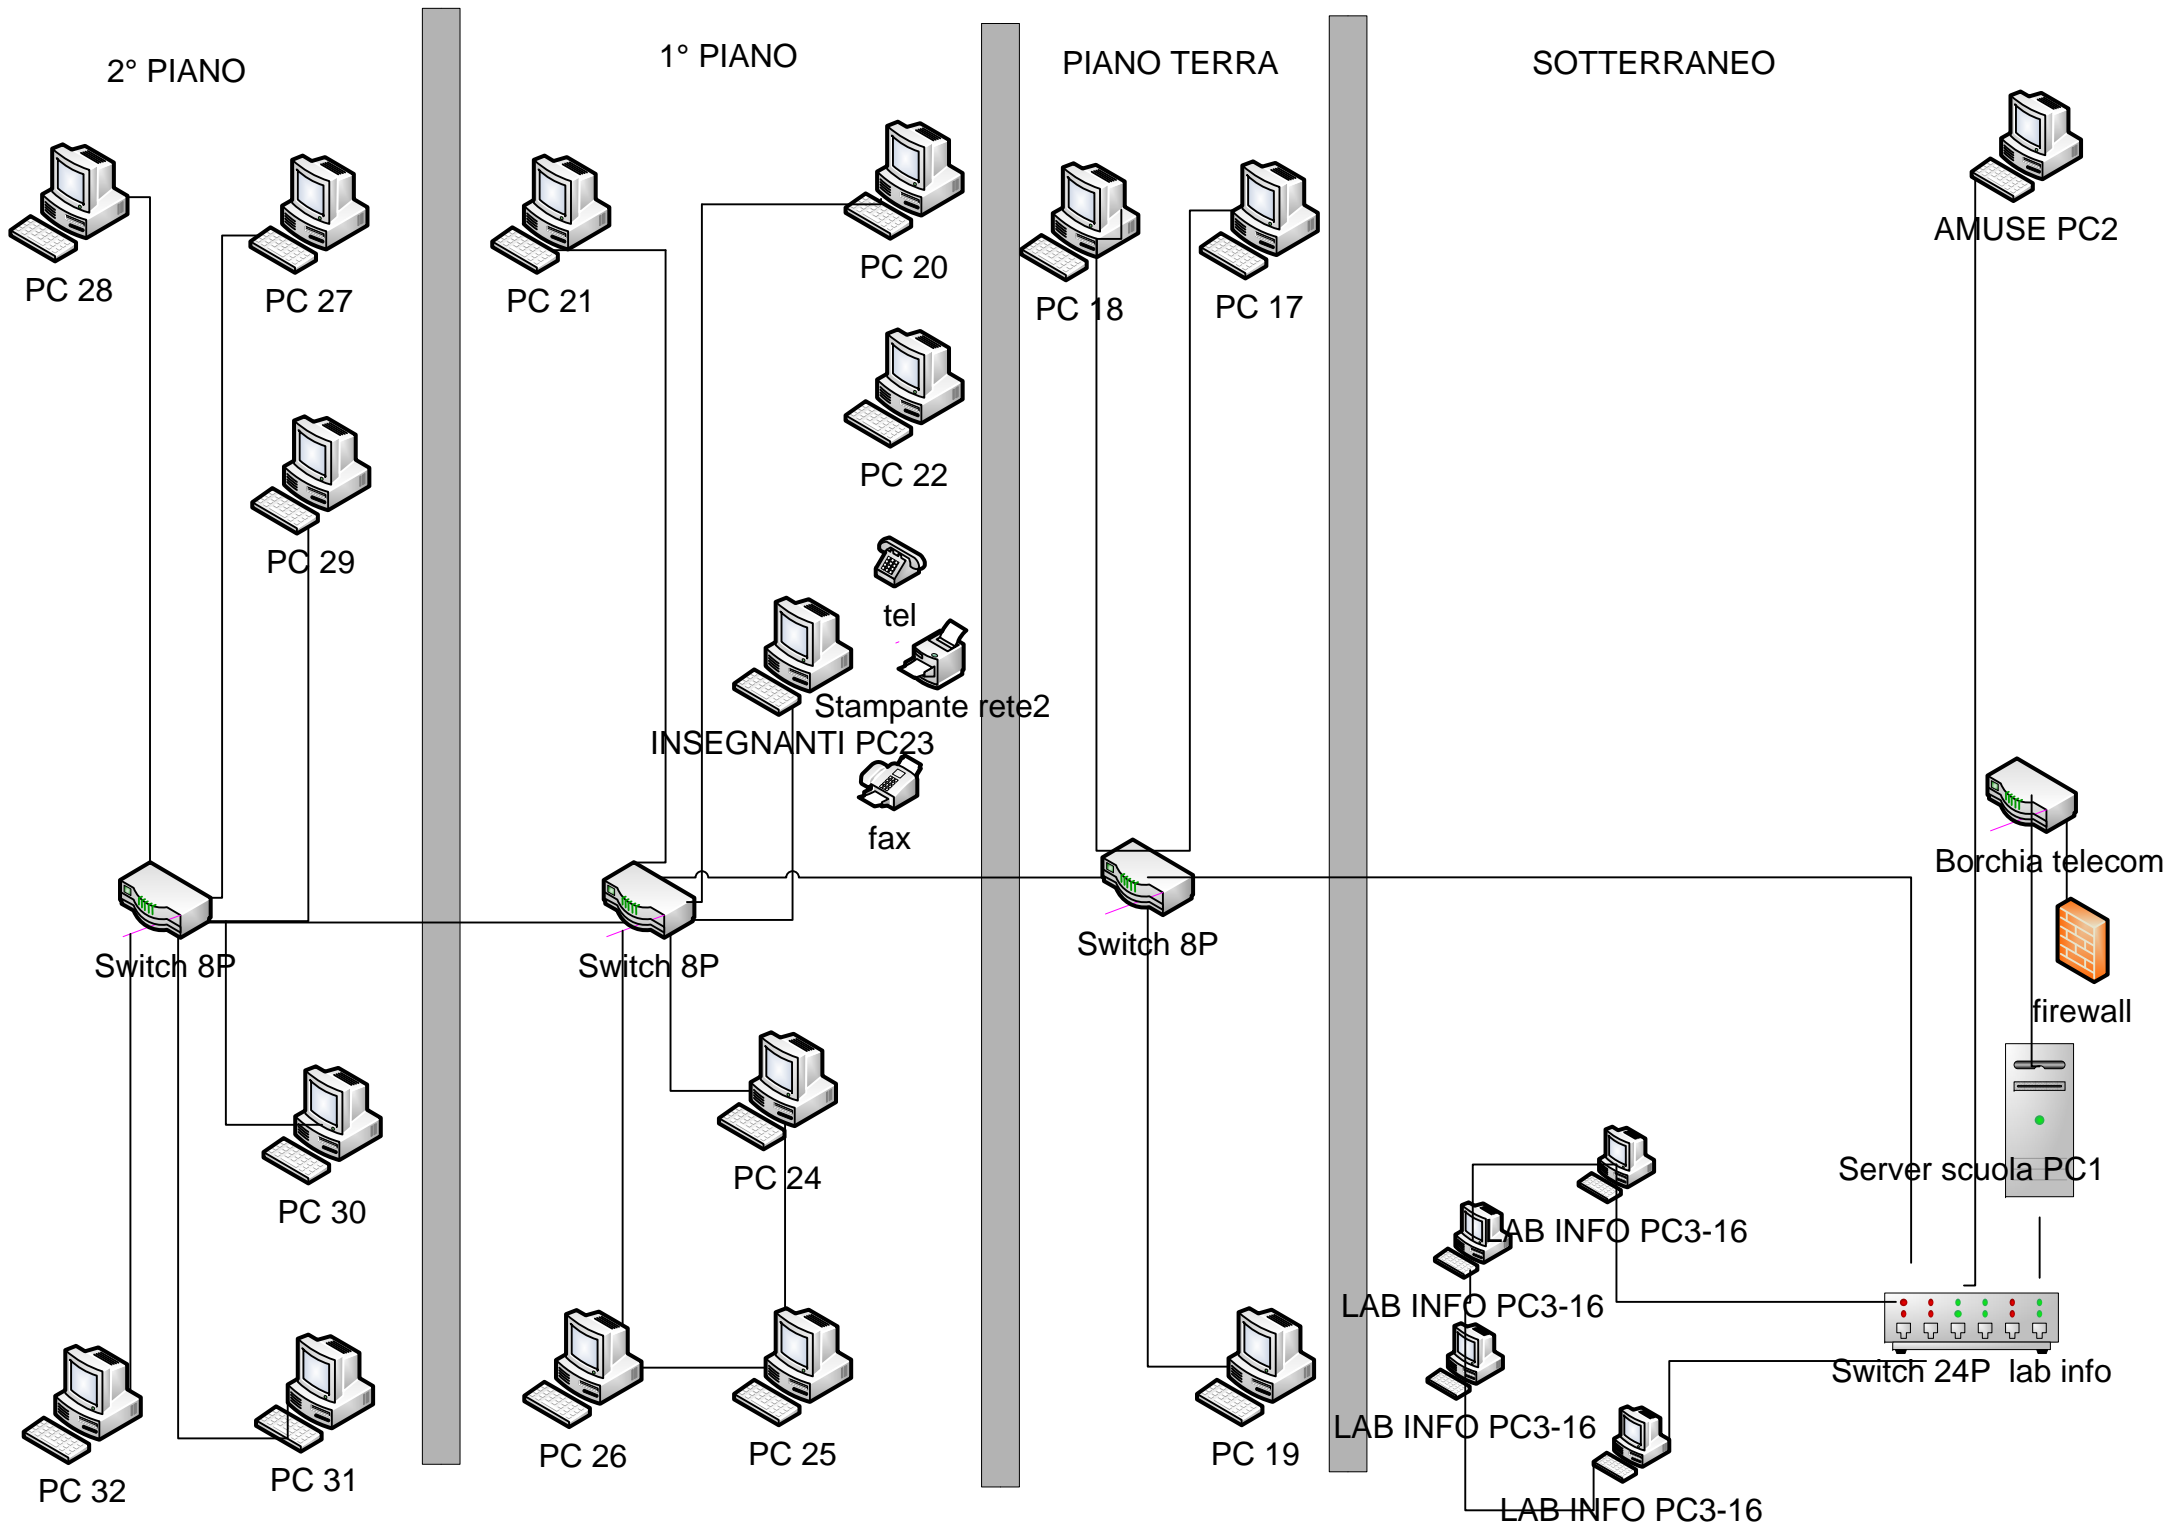 2° PIANO
1° PIANO
PIANO TERRA
SOTTERRANEO
PC 28
PC 27
PC 29
Switch 8P
PC 30
PC 32
PC 31
PC 21
PC 20
PC 22
tel
Stampante rete2
INSEGNANTI PC23
fax
Switch 8P
PC 24
PC 26
PC 25
PC 18
PC 17
Switch 8P
PC 19
AMUSE PC2
Borchia telecom
firewall
Server scuola PC1
LAB INFO PC3-16
LAB INFO PC3-16
LAB INFO PC3-16
LAB INFO PC3-16
Switch 24P  lab info